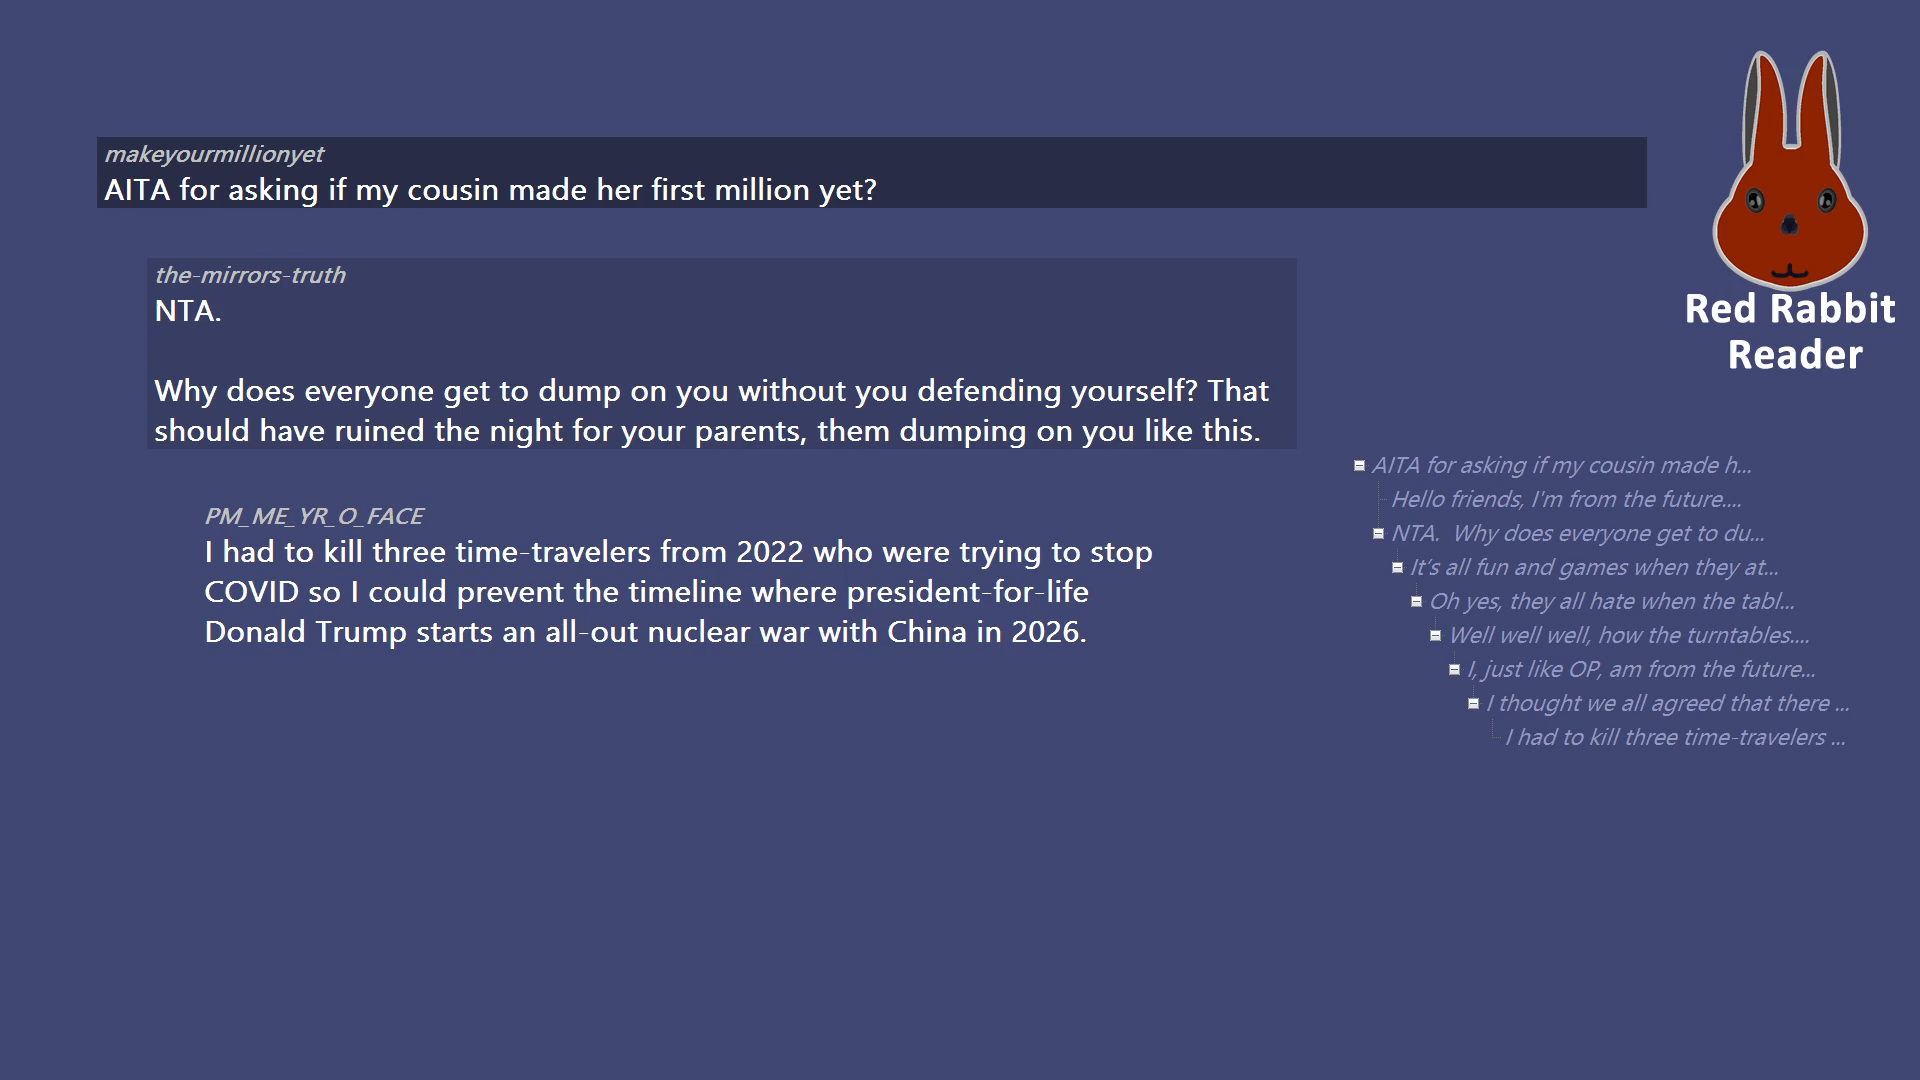 makeyourmillionyet
AITA for asking if my cousin made her first million yet?
the-mirrors-truth
NTA.
Why does everyone get to dump on you without you defending yourself? That
should have ruined the night for your parents, them dumping on you like this.
PM_ME_YR_O_FACE
I had to kill three time-travelers from 2022 who were trying to stop
COVID so I could prevent the timeline where president-for-life
Donald Trump starts an all-out nuclear war with China in 2026.
Red Rabbit
Reader
AITA for asking if my cousin made h...
Hello friends, I'm from the future....
NTA.  Why does everyone get to du...
It’s all fun and games when they at...
Oh yes, they all hate when the tabl...
Well well well, how the turntables....
I, just like OP, am from the future...
I thought we all agreed that there ...
I had to kill three time-travelers ...